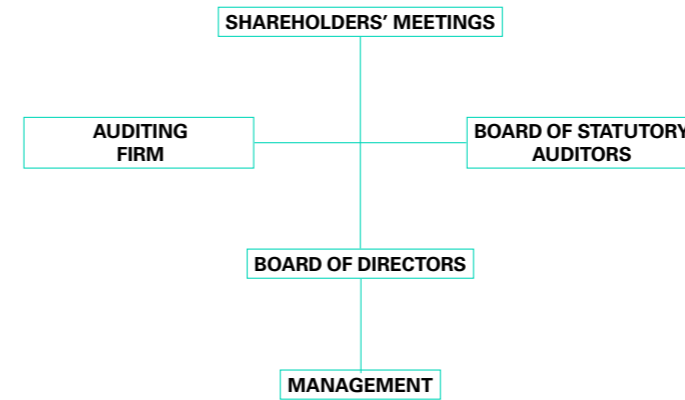 SHAREHOLDERS’ MEETINGS
AUDITING
FIRM
BOARD OF STATUTORY
AUDITORS
BOARD OF DIRECTORS
MANAGEMENT